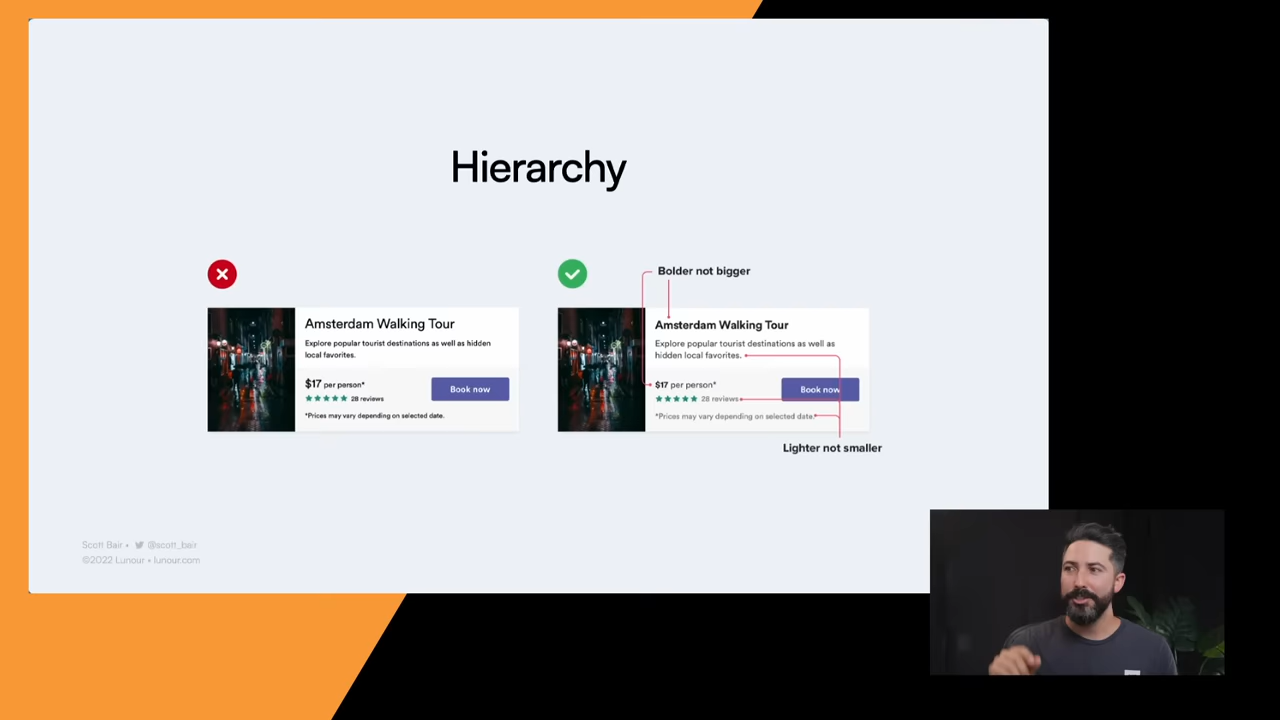 Hierarchy
Amsterdam Walking Tour
Explore popular tourist destinations as well as hidden
local favorites.
$17 per person*
28 reviews
Book now
*Prices may vary depending on selected date.
Bolder not bigger
Amsterdam Walking Tour
Explore popular tourist destinations as well as
hidden local favorites.
$17 per person*
28 reviews
Book now
*Prices may vary depending on selected date.*
Lighter not smaller
Scott Bair • @scott_bair
©2022 Lunour • lunour.com